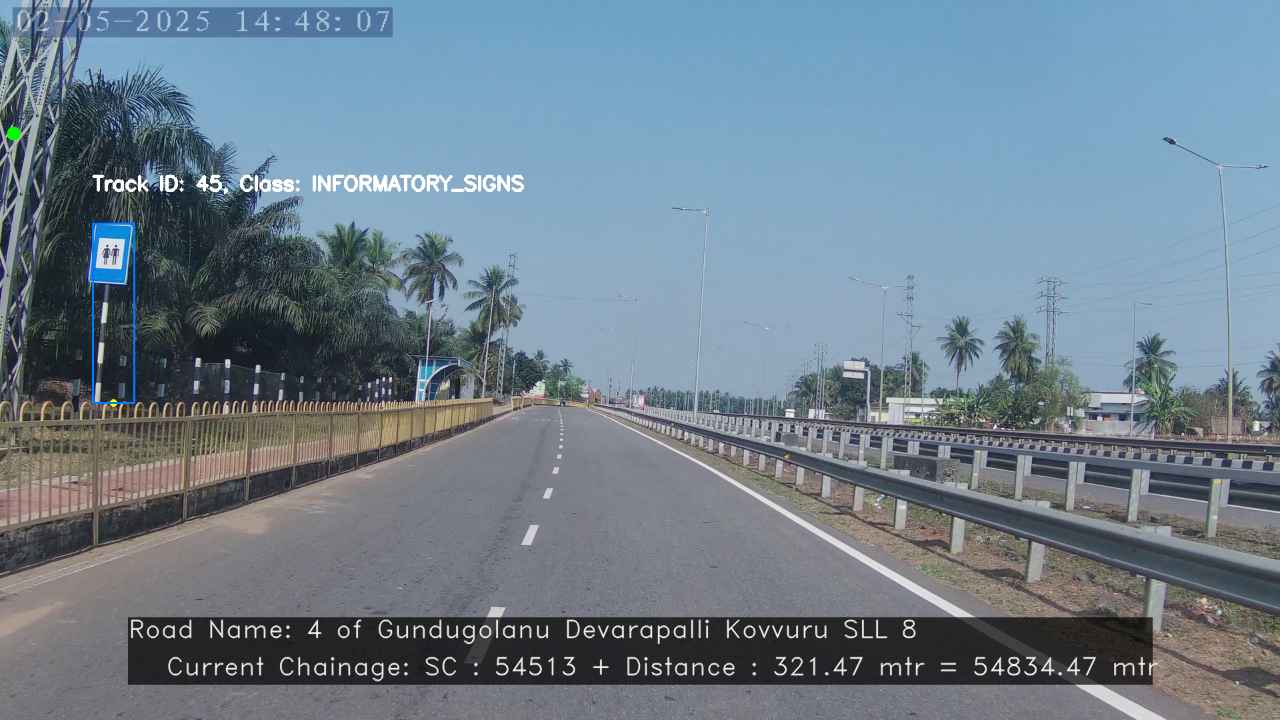 02-05-2025 14:48:07
Track ID: 45, Class: INFORMATORY_SIGNS
Road Name: 4 of Gundugolanu Devarapalli Kovvuru SLL 8
Current Chainage: SC : 54513 + Distance : 321.47 mtr = 54834.47 mtr